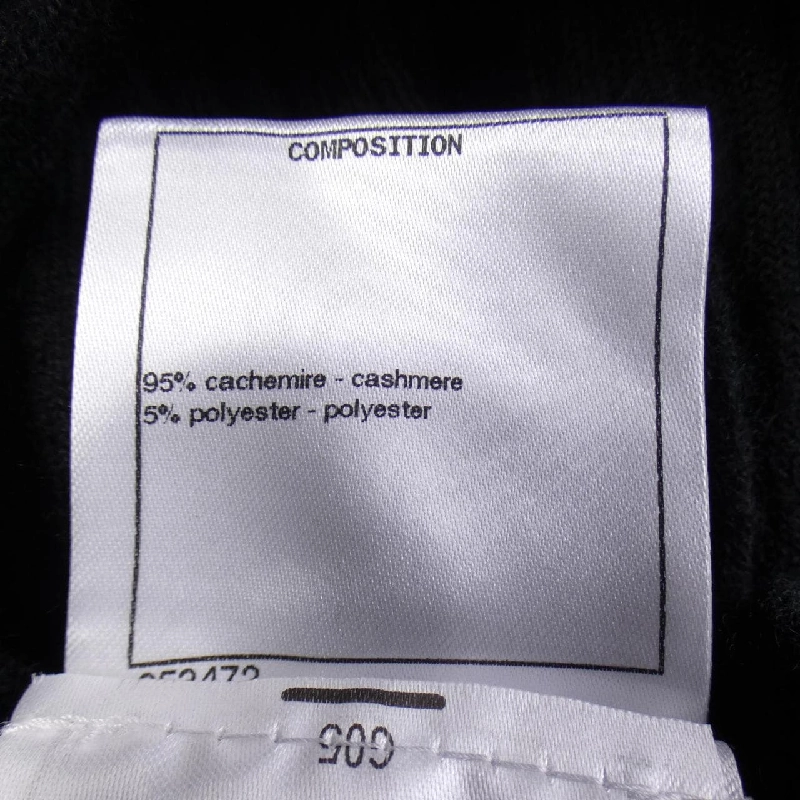 COMPOSITION
95% cachemire - cashmere
5% polyester - polyester